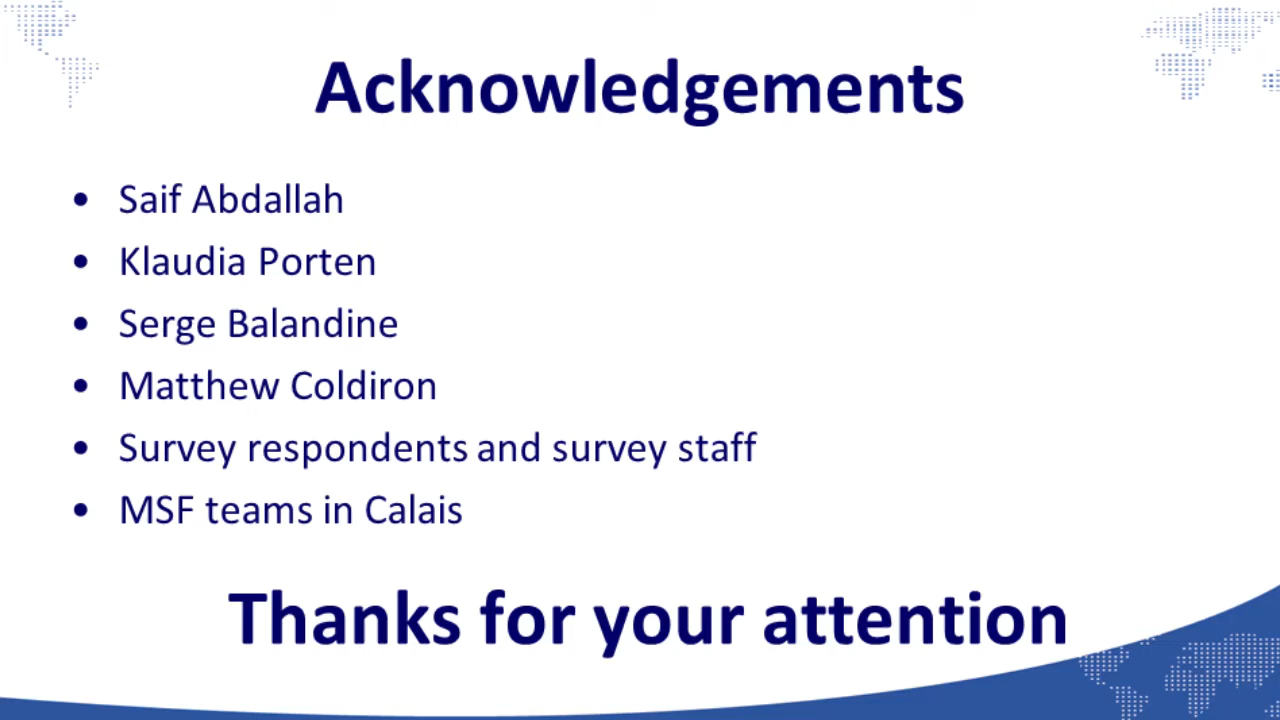 Acknowledgements
• Saif Abdallah
• Klaudia Porten
• Serge Balandine
• Matthew Coldiron
• Survey respondents and survey staff
• MSF teams in Calais
Thanks for your attention